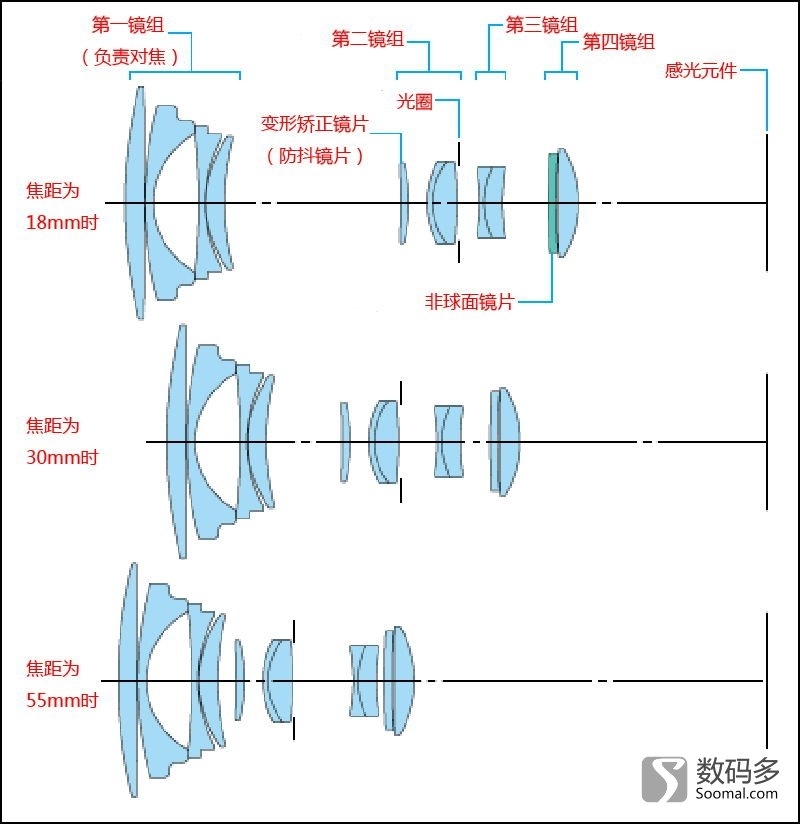 第一镜组
（负责对焦）
第二镜组
第三镜组
第四镜组
感光元件
光圈
变形矫正镜片
（防抖镜片）
焦距为
18mm时
非球面镜片
焦距为
30mm时
焦距为
55mm时
数码多
Soomal.com